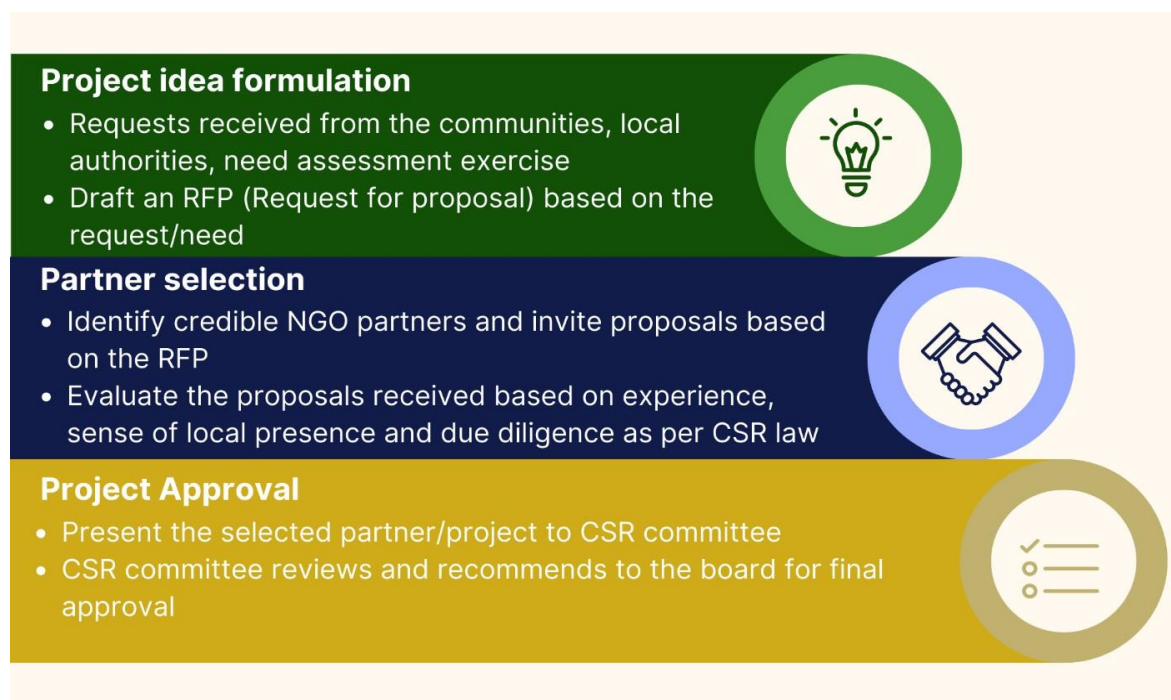 Project idea formulation
• Requests received from the communities, local
authorities, need assessment exercise
• Draft an RFP (Request for proposal) based on the
request/need
Partner selection
• Identify credible NGO partners and invite proposals based
on the RFP
• Evaluate the proposals received based on experience,
sense of local presence and due diligence as per CSR law
Project Approval
• Present the selected partner/project to CSR committee
• CSR committee reviews and recommends to the board for final
approval